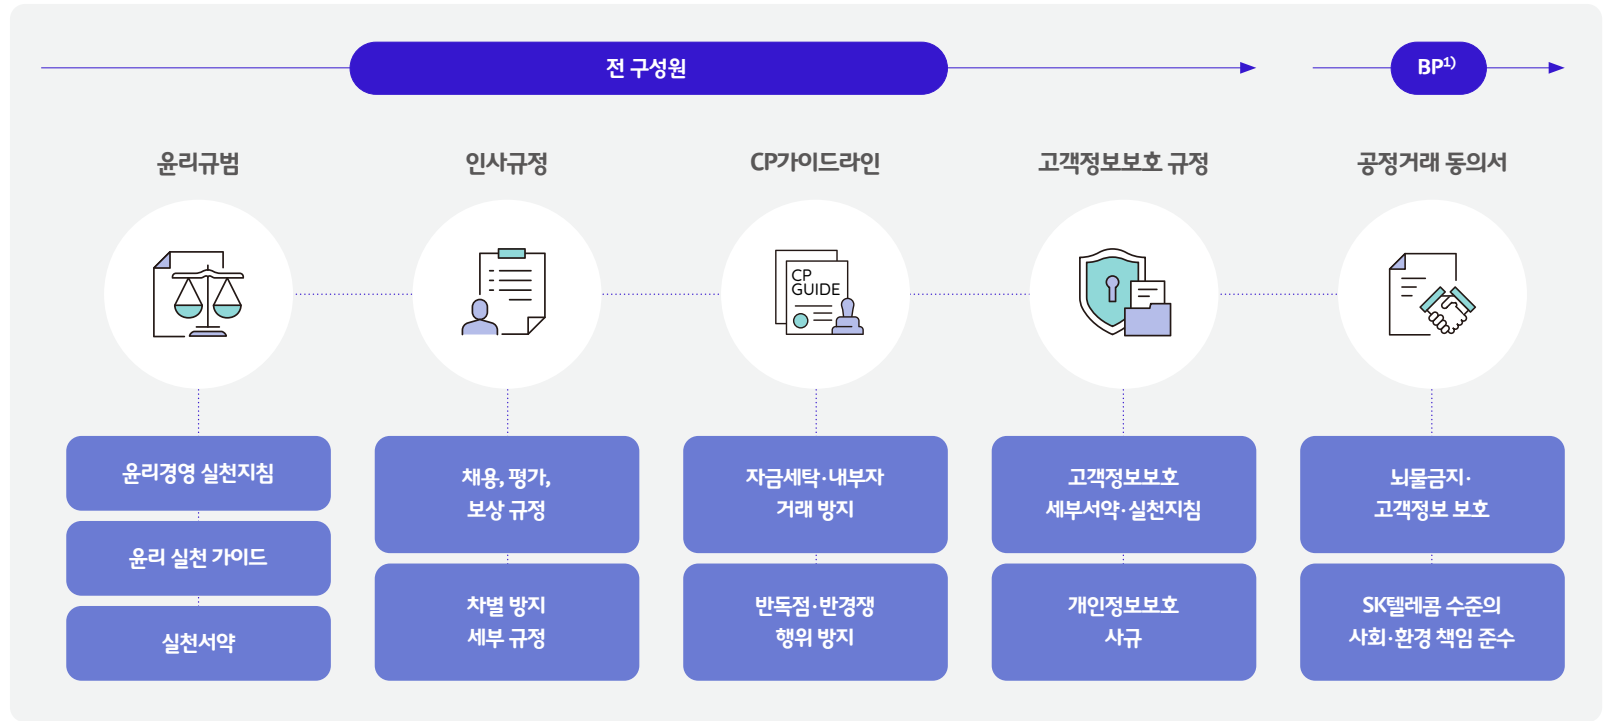 전 구성원
BP1)
윤리규범
인사규정
CP가이드라인
고객정보보호 규정
공정거래 동의서
CP
GUIDE
윤리경영 실천지침
윤리 실천 가이드
실천서약
채용, 평가,
보상 규정
차별 방지
세부 규정
자금세탁·내부자
거래 방지
반독점·반경쟁
행위 방지
고객정보보호
세부서약·실천지침
개인정보보호
사규
뇌물금지·
고객정보 보호
SK텔레콤 수준의
사회·환경 책임 준수